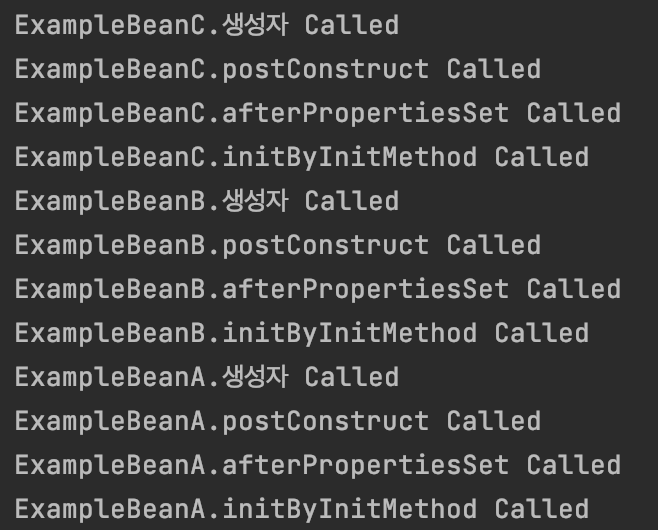 ExampleBeanC.생성자 Called
ExampleBeanC.postConstruct Called
ExampleBeanC.afterPropertiesSet Called
ExampleBeanC.initByInitMethod Called
ExampleBeanB.생성자 Called
ExampleBeanB.postConstruct Called
ExampleBeanB.afterPropertiesSet Called
ExampleBeanB.initByInitMethod Called
ExampleBeanA.생성자 Called
ExampleBeanA.postConstruct Called
ExampleBeanA.afterPropertiesSet Called
ExampleBeanA.initByInitMethod Called